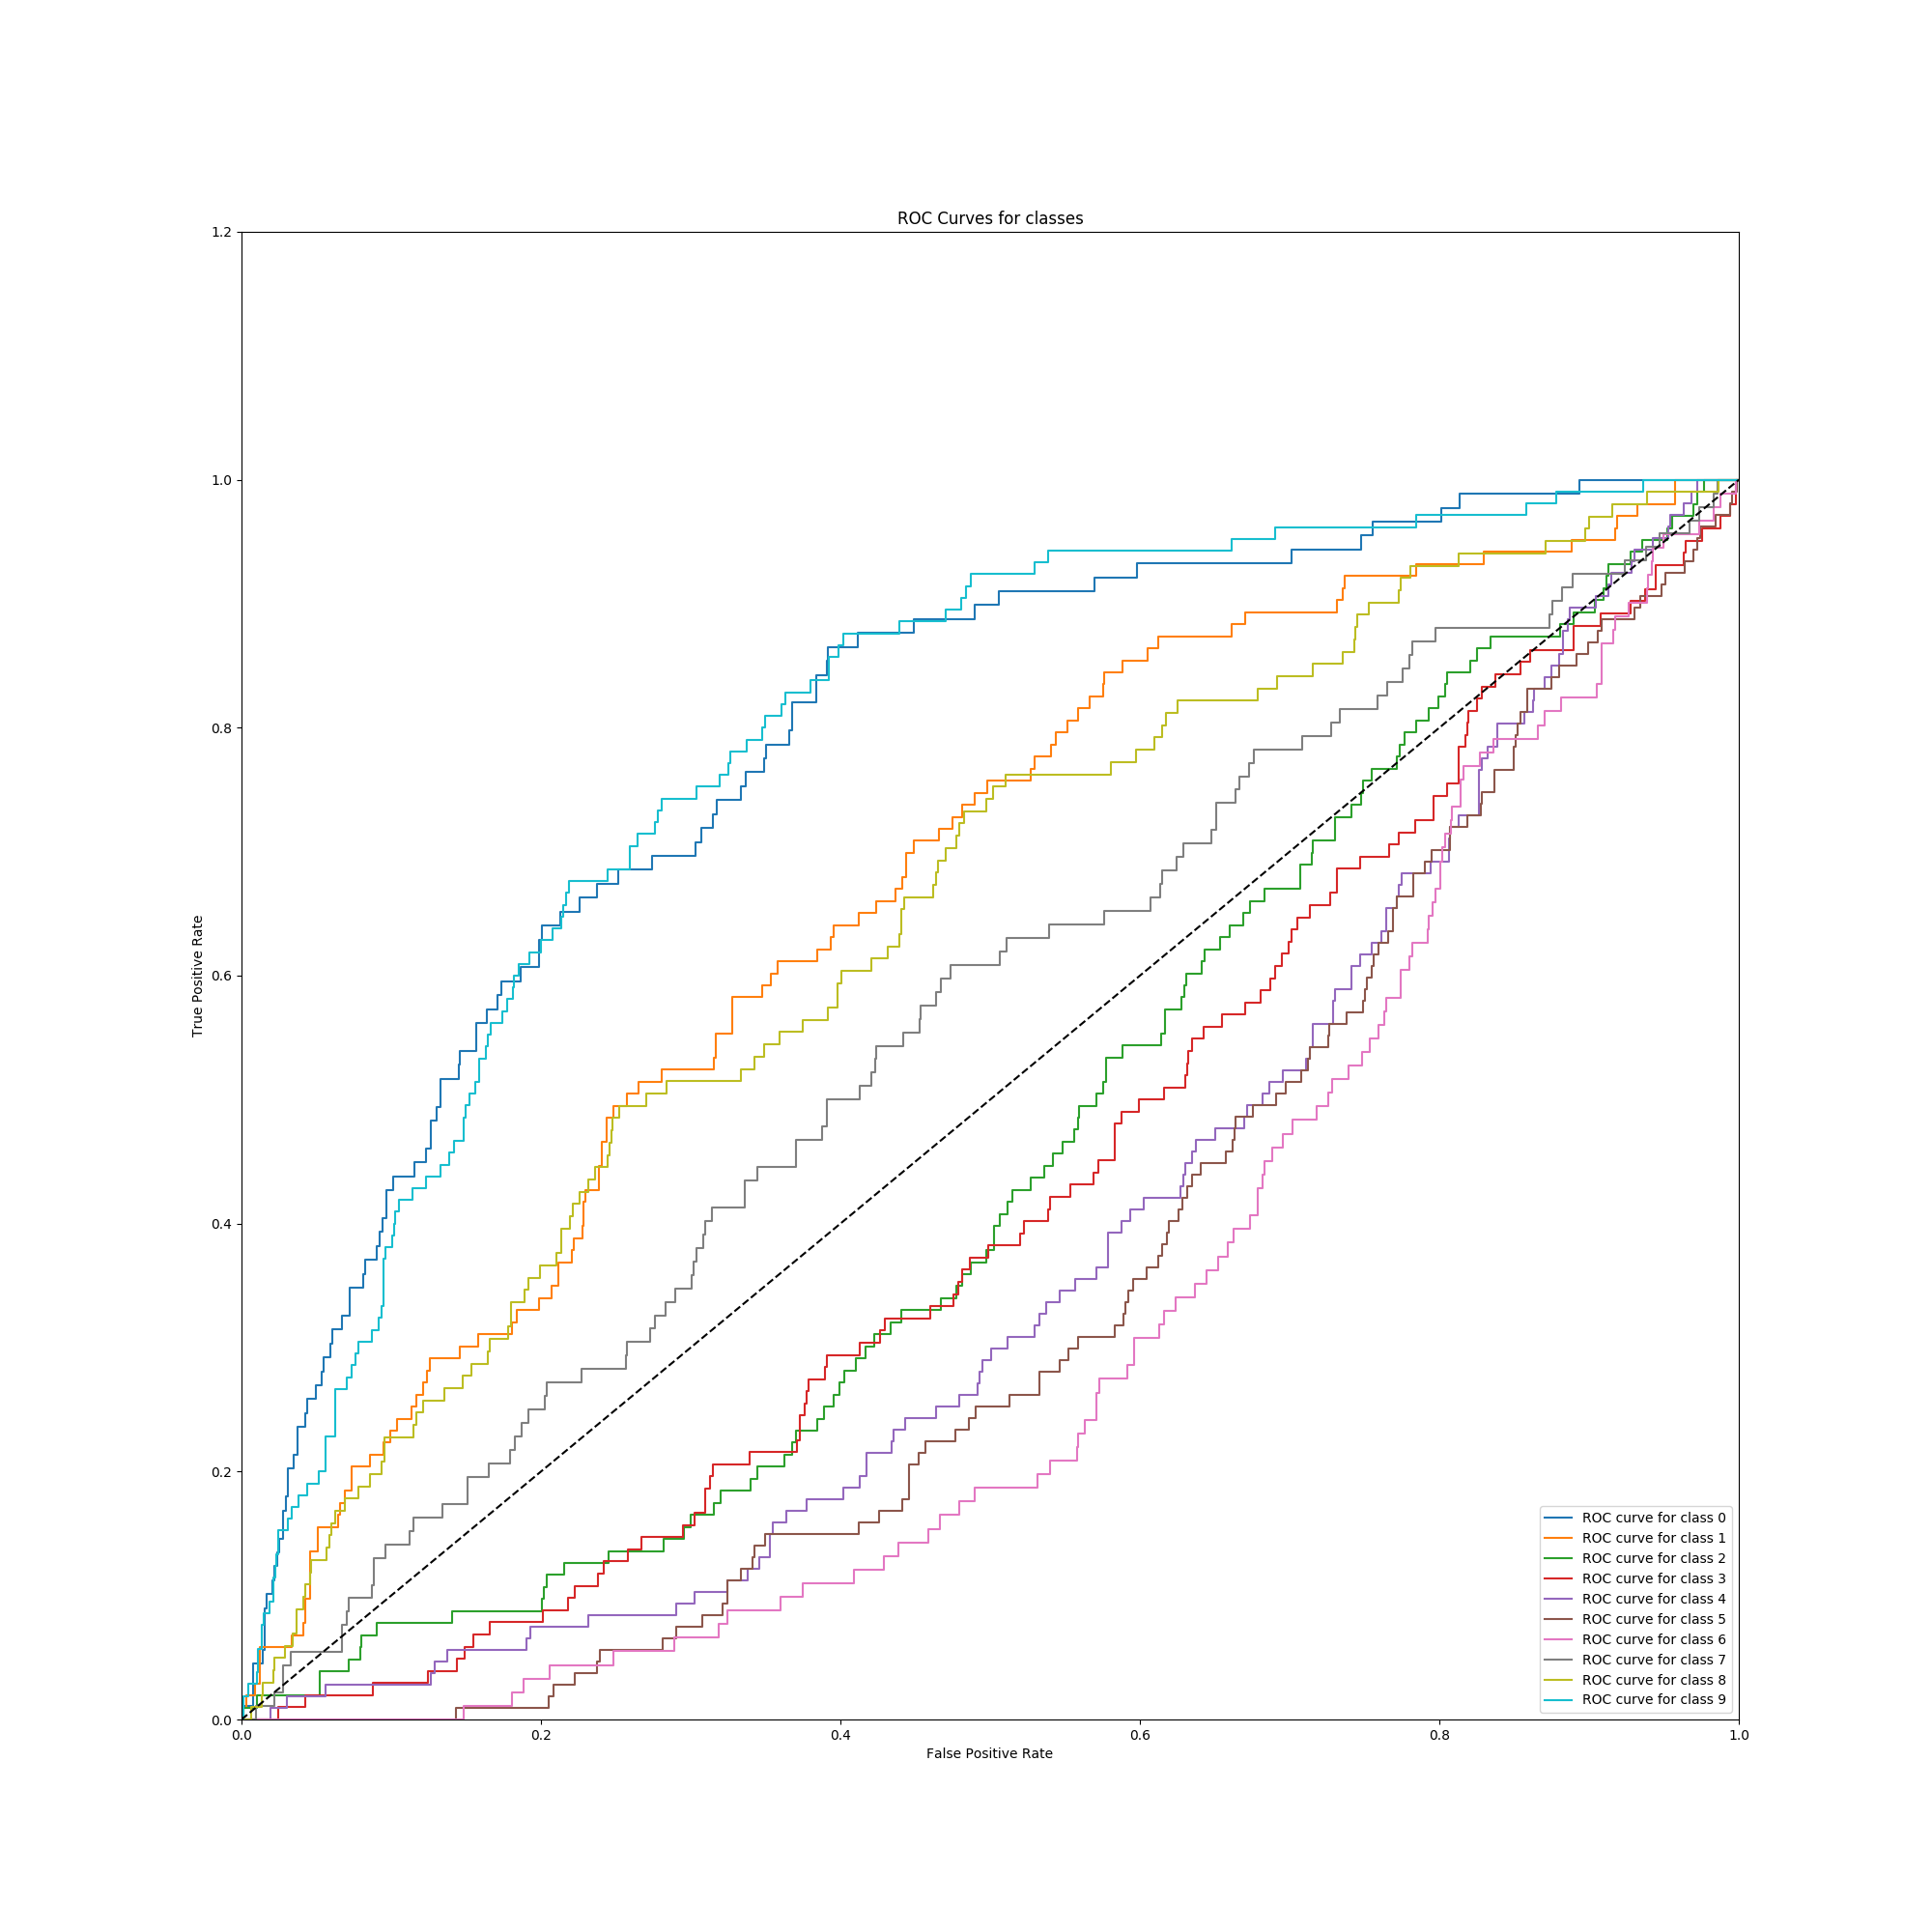 ROC Curves for classes
1.2
1.0
0.8
0.6
0.4
0.2
0.0
True Positive Rate
0.0 0.2 0.4 0.6 0.8 1.0
False Positive Rate
ROC curve for class 0
ROC curve for class 1
ROC curve for class 2
ROC curve for class 3
ROC curve for class 4
ROC curve for class 5
ROC curve for class 6
ROC curve for class 7
ROC curve for class 8
ROC curve for class 9